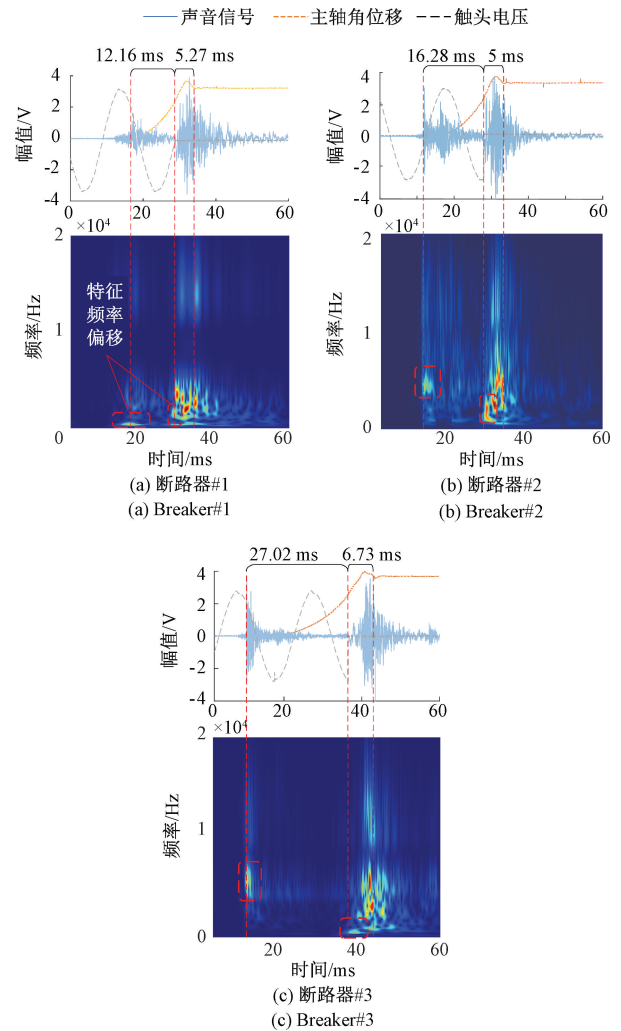 声音信号 主轴角位移 触头电压
12.16 ms 5.27 ms
4
2
0
-2
-4
幅值/V
0 20 40 60
×10⁴
2
1
0
频率/Hz
特征
频率
偏移
20 40 60
时间/ms
(a) 断路器#1
(a) Breaker#1
16.28 ms 5 ms
4
2
0
-2
-4
幅值/V
0 20 40 60
×10⁴
2
1
0
频率/Hz
20 40 60
时间/ms
(b) 断路器#2
(b) Breaker#2
27.02 ms 6.73 ms
4
2
0
-2
-4
幅值/V
20 40 60
×10⁴
2
1
0
频率/Hz
20 40 60
时间/ms
(c) 断路器#3
(c) Breaker#3